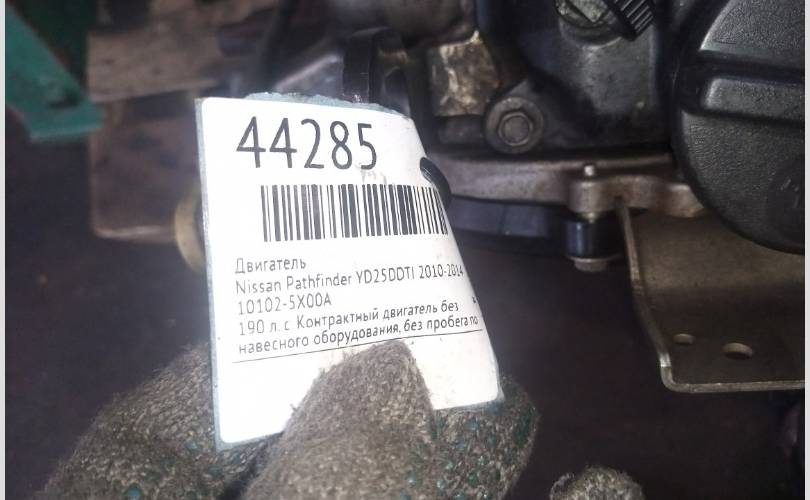 44285
Двигатель
Nissan Pathfinder YD25DDTI 2010-2014
10102-5X00A
190 л. с. Контрактный двигатель без
навесного оборудования, без пробега по